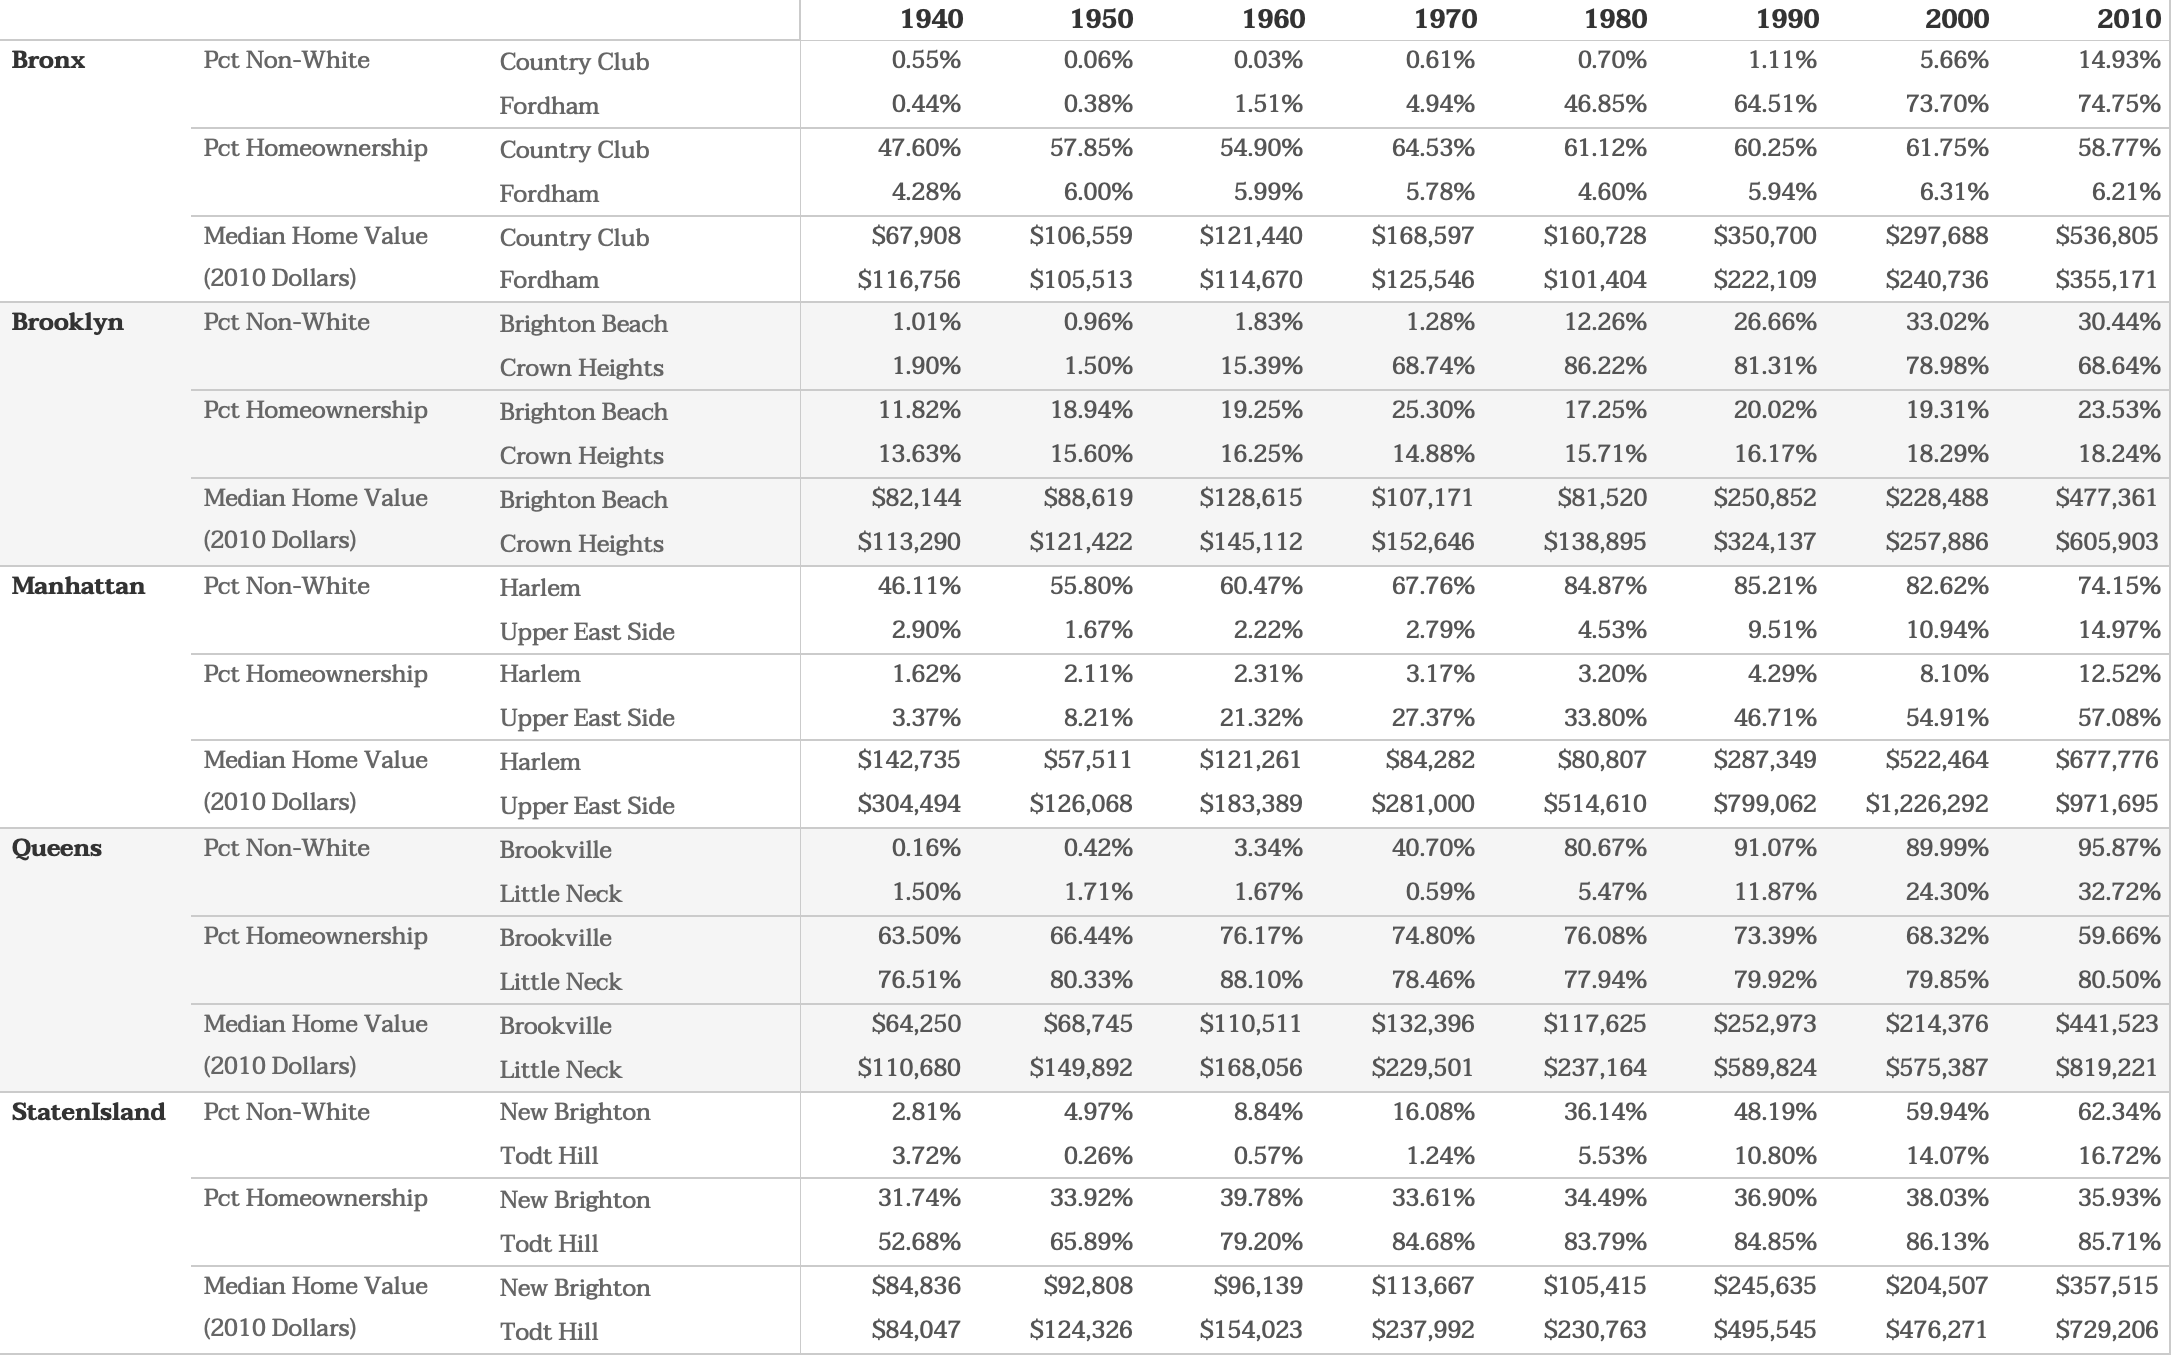 1940 1950 1960 1970 1980 1990 2000 2010
Bronx Pct Non-White Country Club 0.55% 0.06% 0.03% 0.61% 0.70% 1.11% 5.66% 14.93%
Fordham 0.44% 0.38% 1.51% 4.94% 46.85% 64.51% 73.70% 74.75%
Pct Homeownership Country Club 47.60% 57.85% 54.90% 64.53% 61.12% 60.25% 61.75% 58.77%
Fordham 4.28% 6.00% 5.99% 5.78% 4.60% 5.94% 6.31% 6.21%
Median Home Value Country Club $67,908 $106,559 $121,440 $168,597 $160,728 $350,700 $297,688 $536,805
(2010 Dollars) Fordham $116,756 $105,513 $114,670 $125,546 $101,404 $222,109 $240,736 $355,171
Brooklyn Pct Non-White Brighton Beach 1.01% 0.96% 1.83% 1.28% 12.26% 26.66% 33.02% 30.44%
Crown Heights 1.90% 1.50% 15.39% 68.74% 86.22% 81.31% 78.98% 68.64%
Pct Homeownership Brighton Beach 11.82% 18.94% 19.25% 25.30% 17.25% 20.02% 19.31% 23.53%
Crown Heights 13.63% 15.60% 16.25% 14.88% 15.71% 16.17% 18.29% 18.24%
Median Home Value Brighton Beach $82,144 $88,619 $128,615 $107,171 $81,520 $250,852 $228,488 $477,361
(2010 Dollars) Crown Heights $113,290 $121,422 $145,112 $152,646 $138,895 $324,137 $257,886 $605,903
Manhattan Pct Non-White Harlem 46.11% 55.80% 60.47% 67.76% 84.87% 85.21% 82.62% 74.15%
Upper East Side 2.90% 1.67% 2.22% 2.79% 4.53% 9.51% 10.94% 14.97%
Pct Homeownership Harlem 1.62% 2.11% 2.31% 3.17% 3.20% 4.29% 8.10% 12.52%
Upper East Side 3.37% 8.21% 21.32% 27.37% 33.80% 46.71% 54.91% 57.08%
Median Home Value Harlem $142,735 $57,511 $121,261 $84,282 $80,807 $287,349 $522,464 $677,776
(2010 Dollars) Upper East Side $304,494 $126,068 $183,389 $281,000 $514,610 $799,062 $1,226,292 $971,695
Queens Pct Non-White Brookville 0.16% 0.42% 3.34% 40.70% 80.67% 91.07% 89.99% 95.87%
Little Neck 1.50% 1.71% 1.67% 0.59% 5.47% 11.87% 24.30% 32.72%
Pct Homeownership Brookville 63.50% 66.44% 76.17% 74.80% 76.08% 73.39% 68.32% 59.66%
Little Neck 76.51% 80.33% 88.10% 78.46% 77.94% 79.92% 79.85% 80.50%
Median Home Value Brookville $64,250 $68,745 $110,511 $132,396 $117,625 $252,973 $214,376 $441,523
(2010 Dollars) Little Neck $110,680 $149,892 $168,056 $229,501 $237,164 $589,824 $575,387 $819,221
StatenIsland Pct Non-White New Brighton 2.81% 4.97% 8.84% 16.08% 36.14% 48.19% 59.94% 62.34%
Todt Hill 3.72% 0.26% 0.57% 1.24% 5.53% 10.80% 14.07% 16.72%
Pct Homeownership New Brighton 31.74% 33.92% 39.78% 33.61% 34.49% 36.90% 38.03% 35.93%
Todt Hill 52.68% 65.89% 79.20% 84.68% 83.79% 84.85% 86.13% 85.71%
Median Home Value New Brighton $84,836 $92,808 $96,139 $113,667 $105,415 $245,635 $204,507 $357,515
(2010 Dollars) Todt Hill $84,047 $124,326 $154,023 $237,992 $230,763 $495,545 $476,271 $729,206